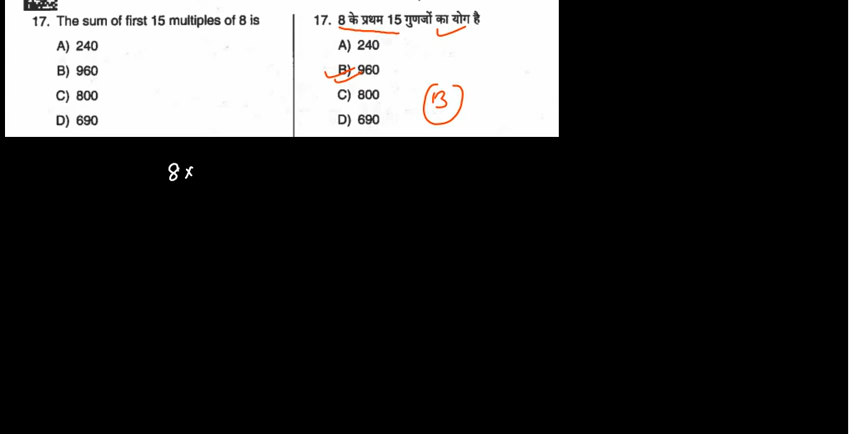 17. The sum of first 15 multiples of 8 is
A) 240
B) 960
C) 800
D) 690
17. 8 के प्रथम 15 गुणजों का योग है
A) 240
B) 960
C) 800
D) 690
B
8 x